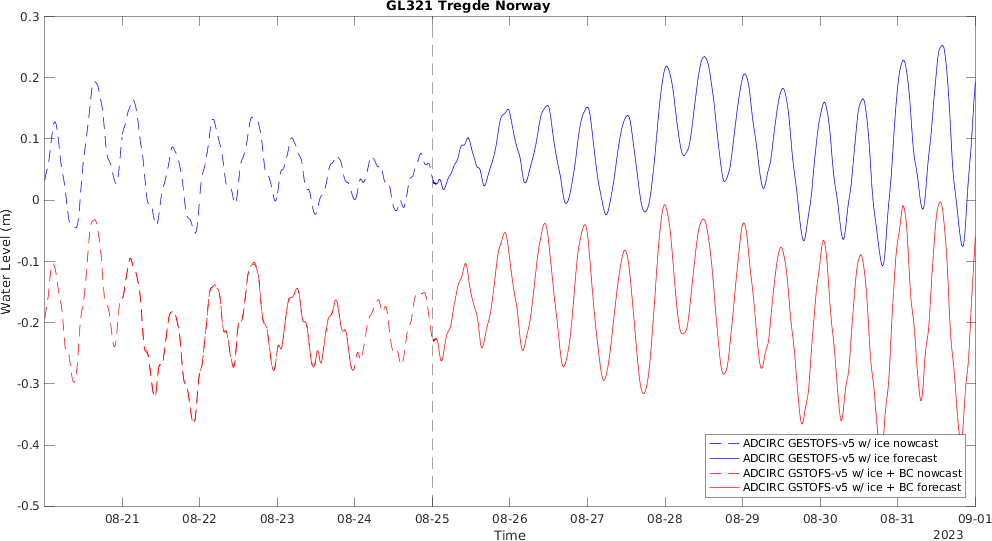 GL321 Tregde Norway
0.3
0.2
0.1
0
-0.1
-0.2
-0.3
-0.4
-0.5
Water Level (m)
ADCIRC GESTOFS-v5 w/ ice nowcast
ADCIRC GESTOFS-v5 w/ ice forecast
ADCIRC GSTOFS-v5 w/ ice + BC nowcast
ADCIRC GSTOFS-v5 w/ ice + BC forecast
08-21 08-22 08-23 08-24 08-25 08-26 08-27 08-28 08-29 08-30 08-31 09-01
Time
2023